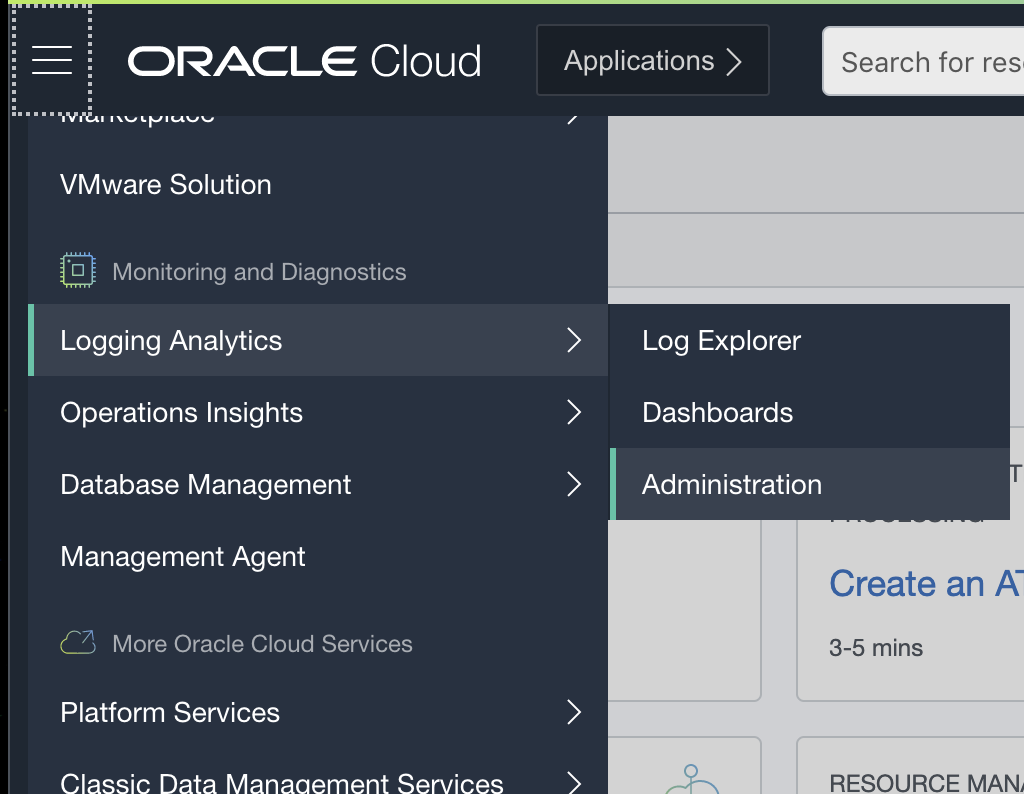 ORACLE Cloud
Applications
Search for res
Marketplace
VMware Solution
Monitoring and Diagnostics
Logging Analytics
Operations Insights
Database Management
Management Agent
More Oracle Cloud Services
Platform Services
Classic Data Management Services
Log Explorer
Dashboards
Administration
T
PROCESSING
Create an AT
3-5 mins
RESOURCE MANA